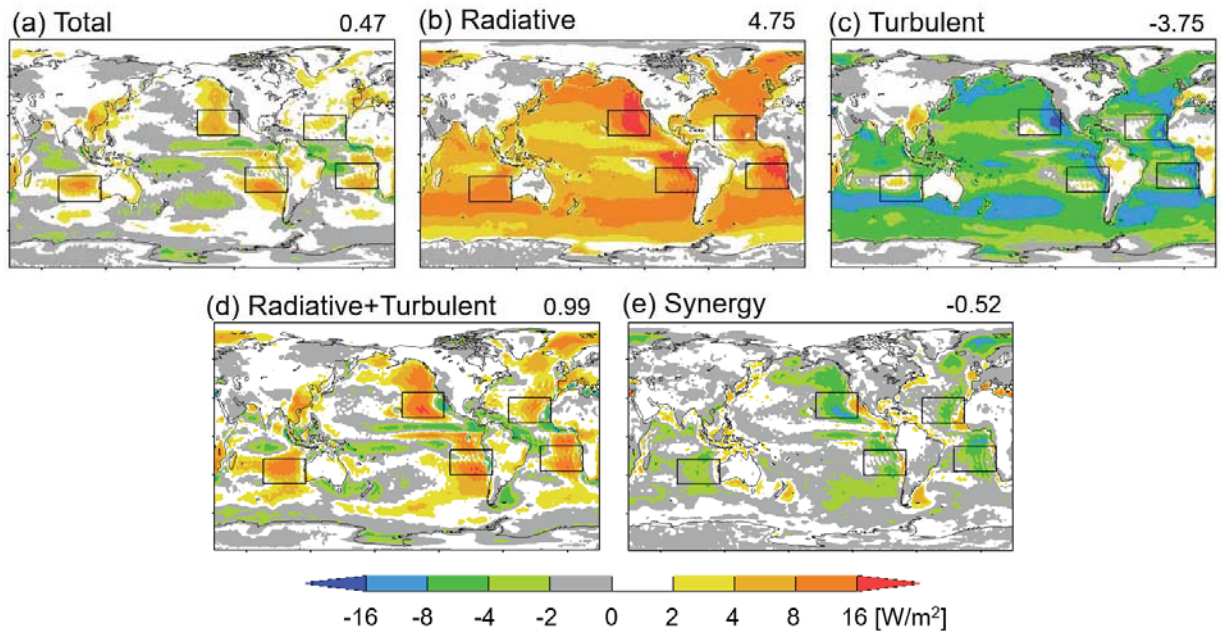 (a) Total 0.47
(b) Radiative 4.75
(c) Turbulent -3.75
(d) Radiative+Turbulent 0.99
(e) Synergy -0.52
-16 -8 -4 -2 0 2 4 8 16 [W/m²]